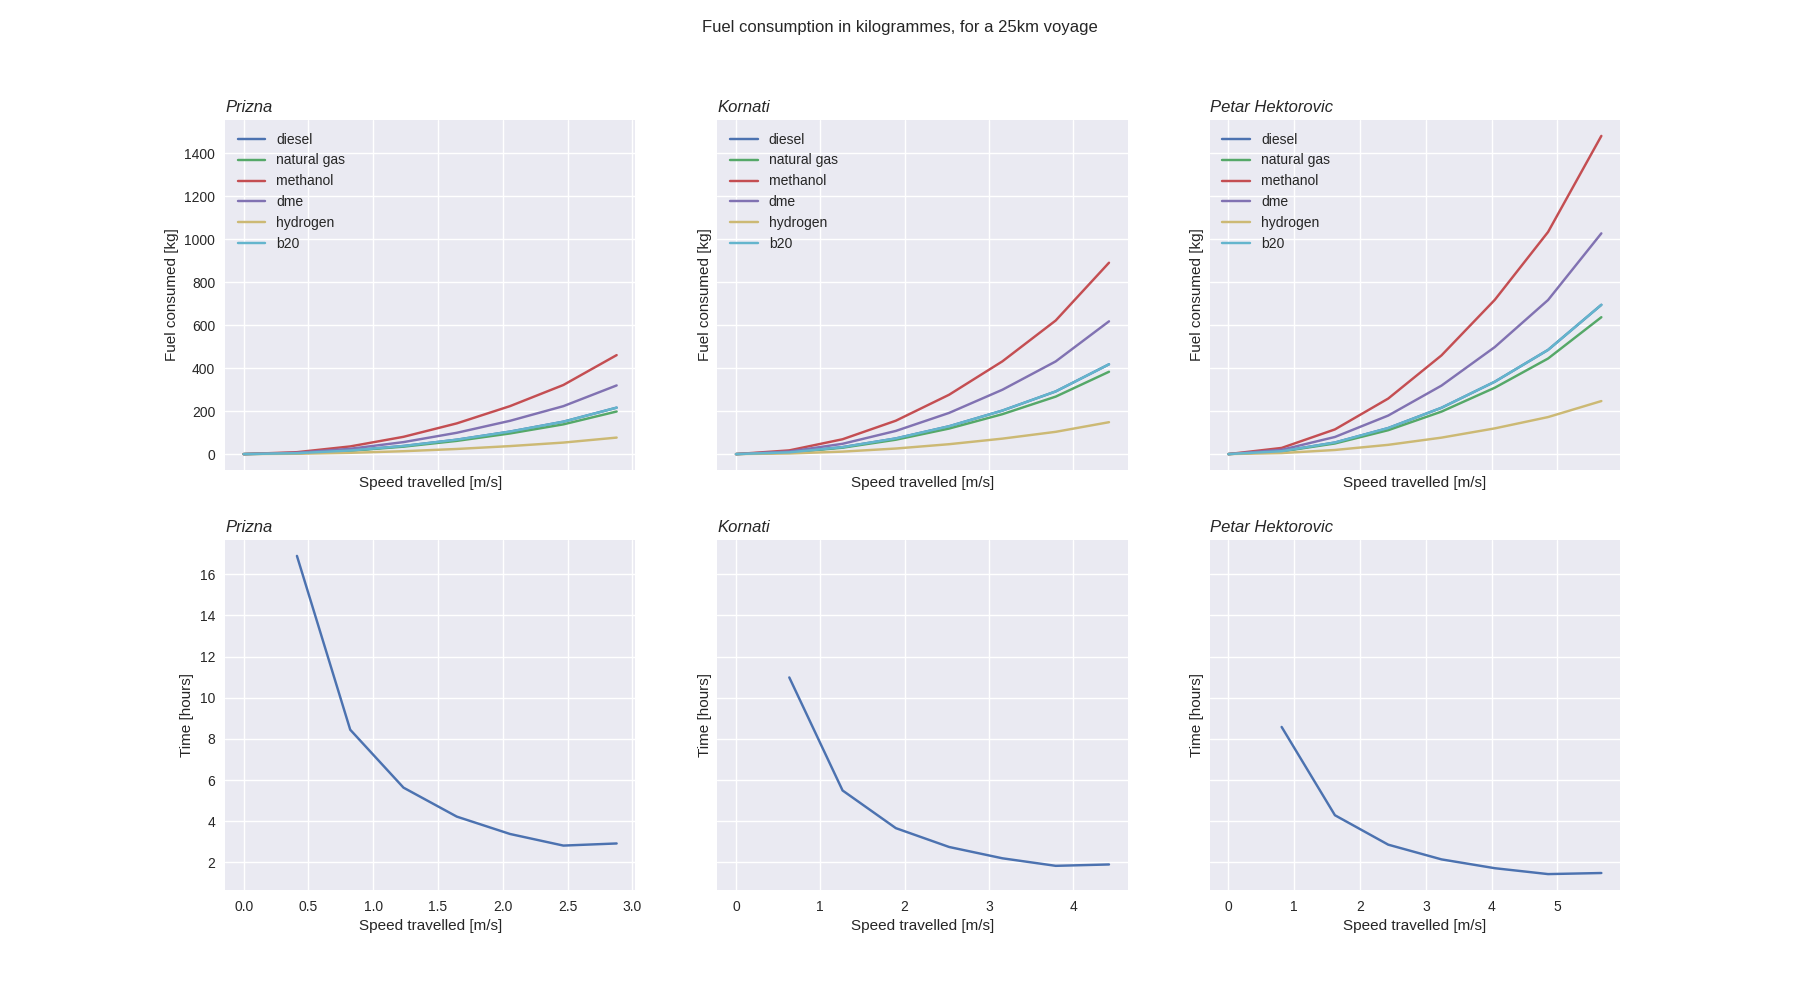 Fuel consumption in kilogrammes, for a 25km voyage
Prizna
Fuel consumed [kg]
1400
1200
1000
800
600
400
200
0
diesel
natural gas
methanol
dme
hydrogen
b20
Speed travelled [m/s]
Kornati
Fuel consumed [kg]
diesel
natural gas
methanol
dme
hydrogen
b20
Speed travelled [m/s]
Petar Hektorovic
Fuel consumed [kg]
diesel
natural gas
methanol
dme
hydrogen
b20
Speed travelled [m/s]
Prizna
Time [hours]
16
14
12
10
8
6
4
2
0.0 0.5 1.0 1.5 2.0 2.5 3.0
Speed travelled [m/s]
Kornati
Time [hours]
0 1 2 3 4
Speed travelled [m/s]
Petar Hektorovic
Time [hours]
0 1 2 3 4 5
Speed travelled [m/s]